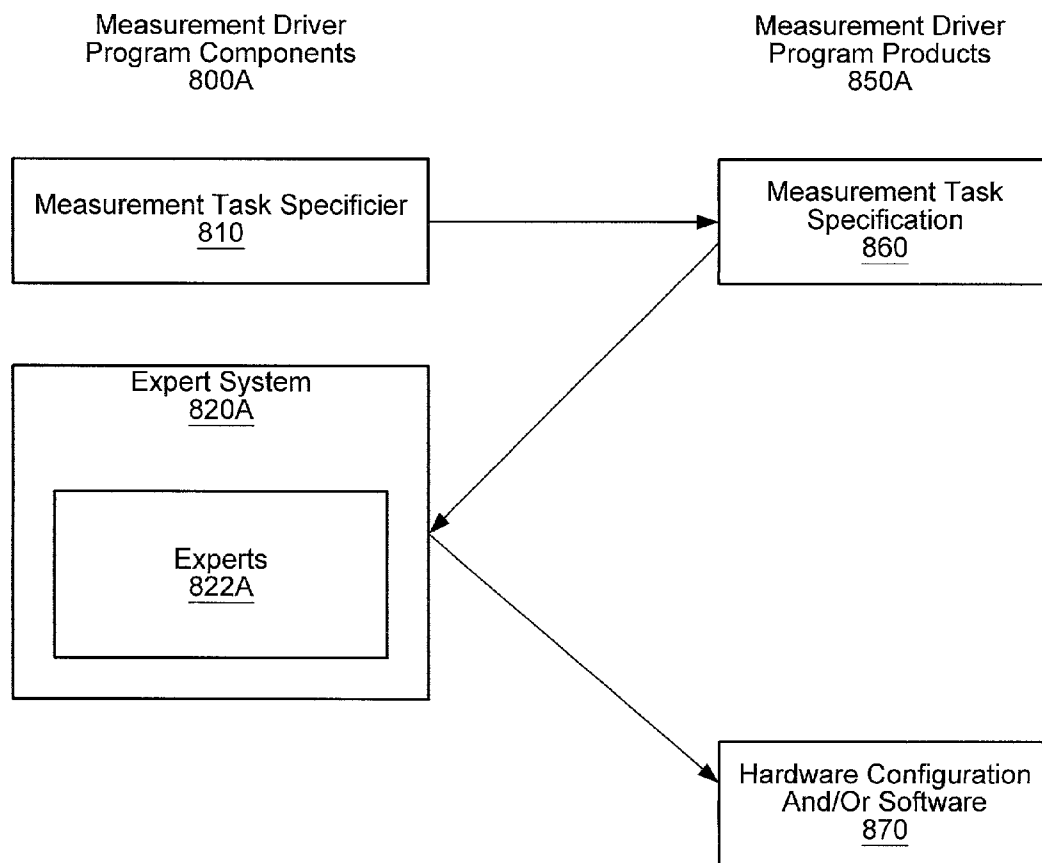 Measurement Driver
Program Components
800A
Measurement Driver
Program Products
850A
Measurement Task Specificier
810
Measurement Task
Specification
860
Expert System
820A
Experts
822A
Hardware Configuration
And/Or Software
870